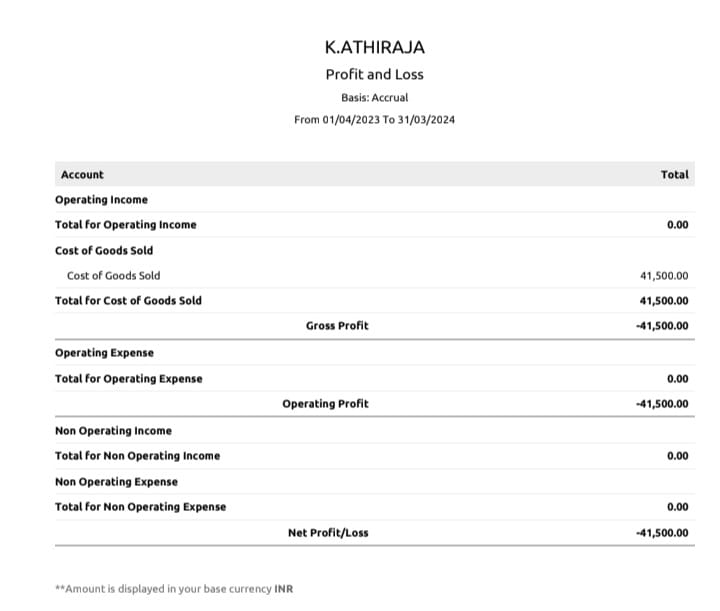 K.ATHIRAJA
Profit and Loss
Basis: Accrual
From 01/04/2023 To 31/03/2024
Account Total
Operating Income
Total for Operating Income 0.00
Cost of Goods Sold
Cost of Goods Sold 41,500.00
Total for Cost of Goods Sold 41,500.00
Gross Profit -41,500.00
Operating Expense
Total for Operating Expense 0.00
Operating Profit -41,500.00
Non Operating Income
Total for Non Operating Income 0.00
Non Operating Expense
Total for Non Operating Expense 0.00
Net Profit/Loss -41,500.00
**Amount is displayed in your base currency INR